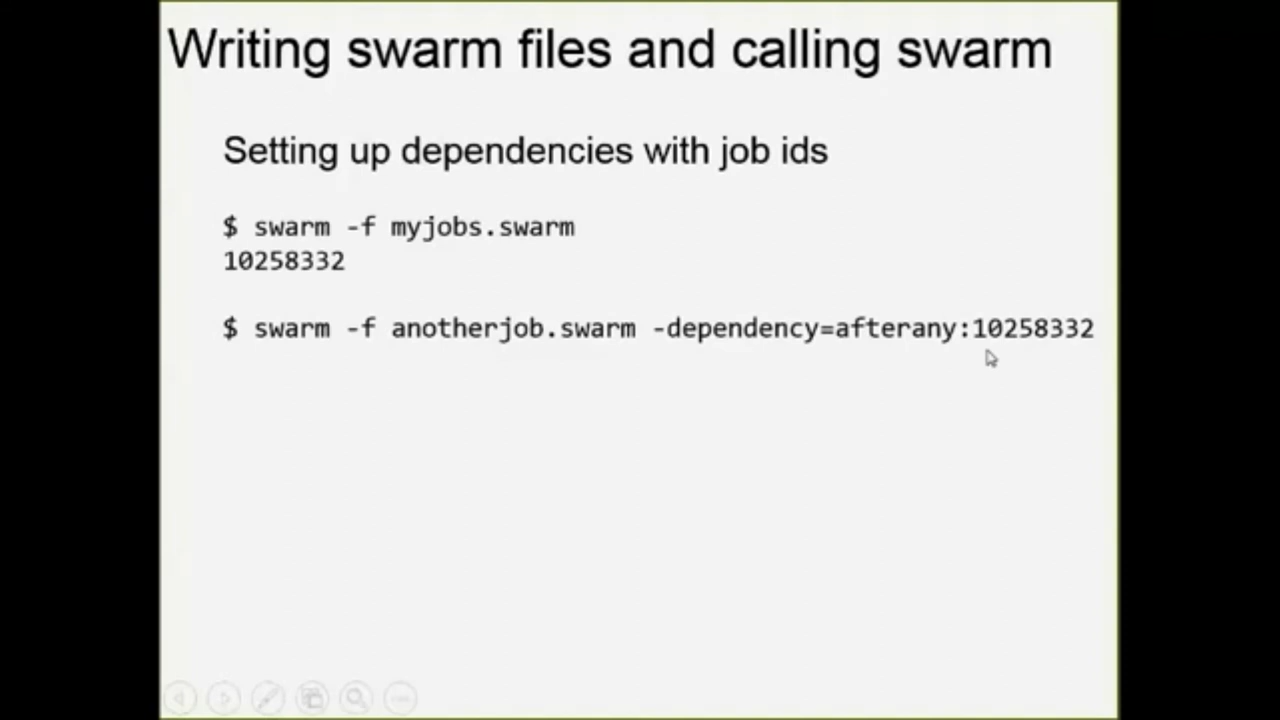 Writing swarm files and calling swarm
Setting up dependencies with job ids
$ swarm -f myjobs.swarm
10258332
$ swarm -f anotherjob.swarm -dependency=afterany:10258332